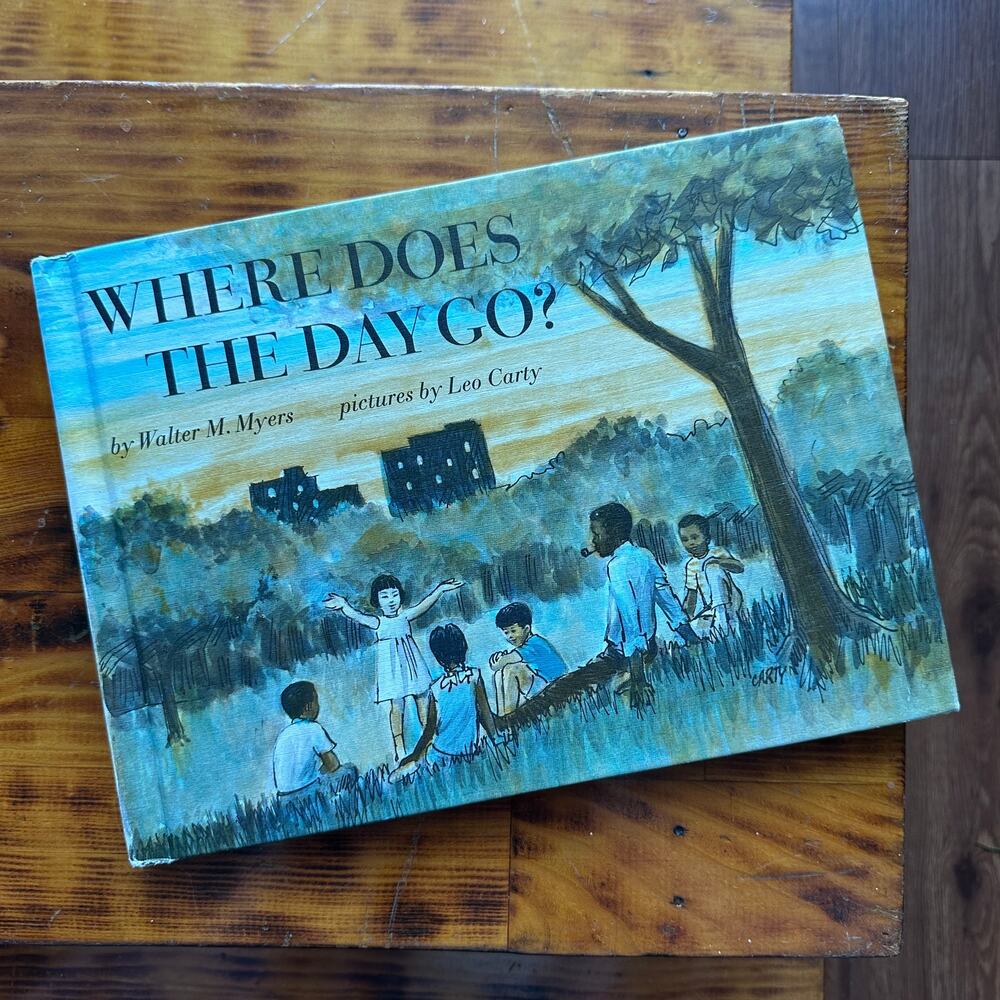 WHERE DOES
THE DAY GO?
by Walter M. Myers pictures by Leo Carty
CARTY